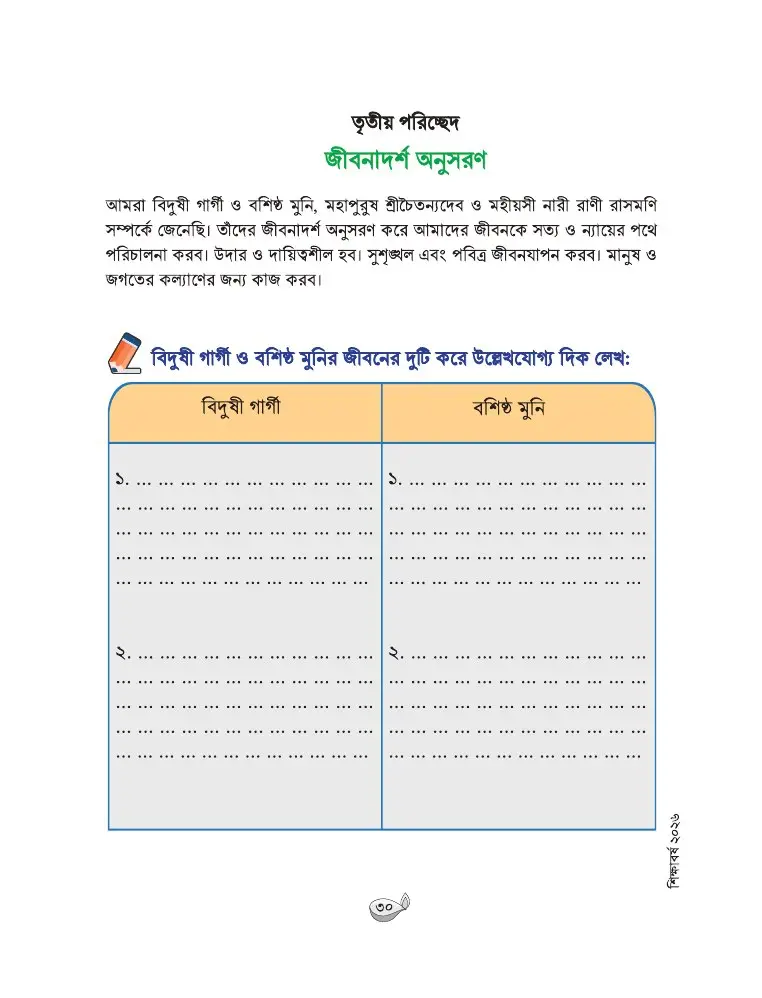 তৃতীয় পরিচ্ছেদ
জীবনাদর্শ অনুসরণ
আমরা বিদুষী গার্গী ও বশিষ্ঠ মুনি, মহাপুরুষ শ্রীচৈতন্যদেব ও মহীয়সী নারী রাণী রাসমণি
সম্পর্কে জেনেছি। তাঁদের জীবনাদর্শ অনুসরণ করে আমাদের জীবনকে সত্য ও ন্যায়ের পথে
পরিচালনা করব। উদার ও দায়িত্বশীল হব। সুশৃঙ্খল এবং পবিত্র জীবনযাপন করব। মানুষ ও
জগতের কল্যাণের জন্য কাজ করব।
বিদুষী গার্গী ও বশিষ্ঠ মুনির জীবনের দুটি করে উল্লেখযোগ্য দিক লেখ:
বিদুষী গার্গী
বশিষ্ঠ মুনি
১. ... ... ... ... ... ... ... ... ... ... ...
... ... ... ... ... ... ... ... ... ... ... ...
... ... ... ... ... ... ... ... ... ... ... ...
... ... ... ... ... ... ... ... ... ... ... ...
... ... ... ... ... ... ... ... ... ... ... ...
২. ... ... ... ... ... ... ... ... ... ... ...
... ... ... ... ... ... ... ... ... ... ... ...
... ... ... ... ... ... ... ... ... ... ... ...
... ... ... ... ... ... ... ... ... ... ... ...
... ... ... ... ... ... ... ... ... ... ... ...
১. ... ... ... ... ... ... ... ... ... ... ...
... ... ... ... ... ... ... ... ... ... ... ...
... ... ... ... ... ... ... ... ... ... ... ...
... ... ... ... ... ... ... ... ... ... ... ...
... ... ... ... ... ... ... ... ... ... ... ...
২. ... ... ... ... ... ... ... ... ... ... ...
... ... ... ... ... ... ... ... ... ... ... ...
... ... ... ... ... ... ... ... ... ... ... ...
... ... ... ... ... ... ... ... ... ... ... ...
... ... ... ... ... ... ... ... ... ... ... ...
শিক্ষাবর্ষ ২০২৬
৩০